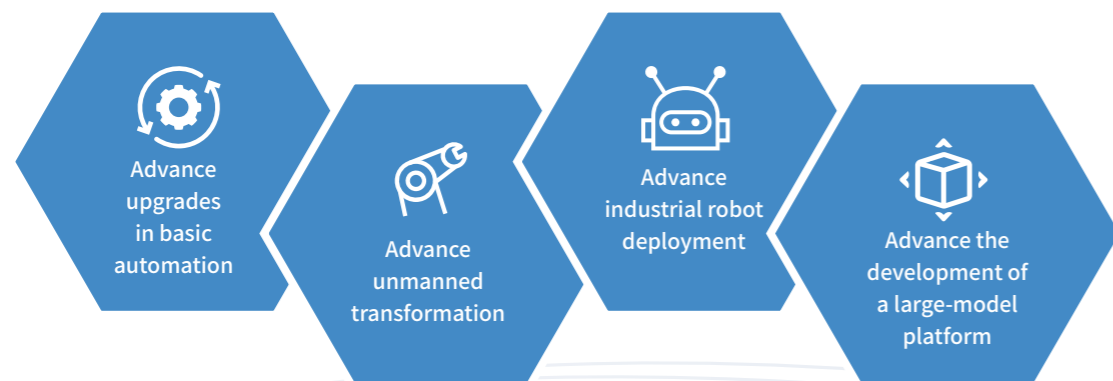 Advance
upgrades
in basic
automation
Advance
unmanned
transformation
Advance
industrial robot
deployment
Advance the
development of
a large-model
platform